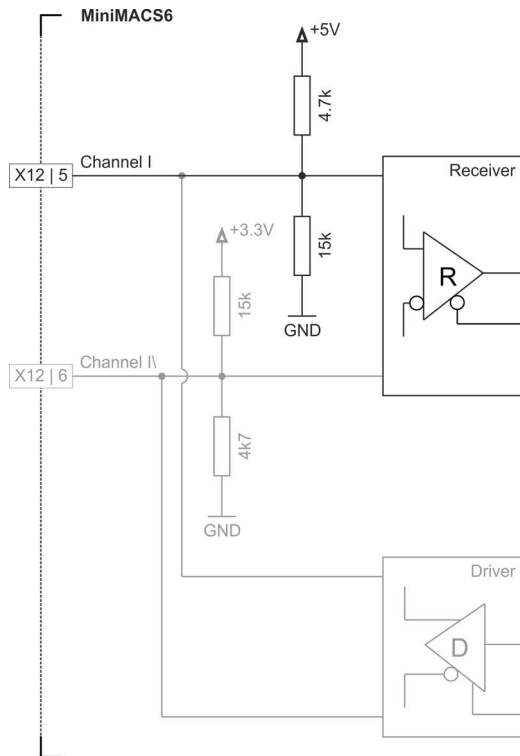 MiniMACS6
+5V
4.7k
X12 | 5
Channel I
Receiver
15k
+3.3V
15k
R
GND
X12 | 6
Channel I\
4k7
GND
Driver
D